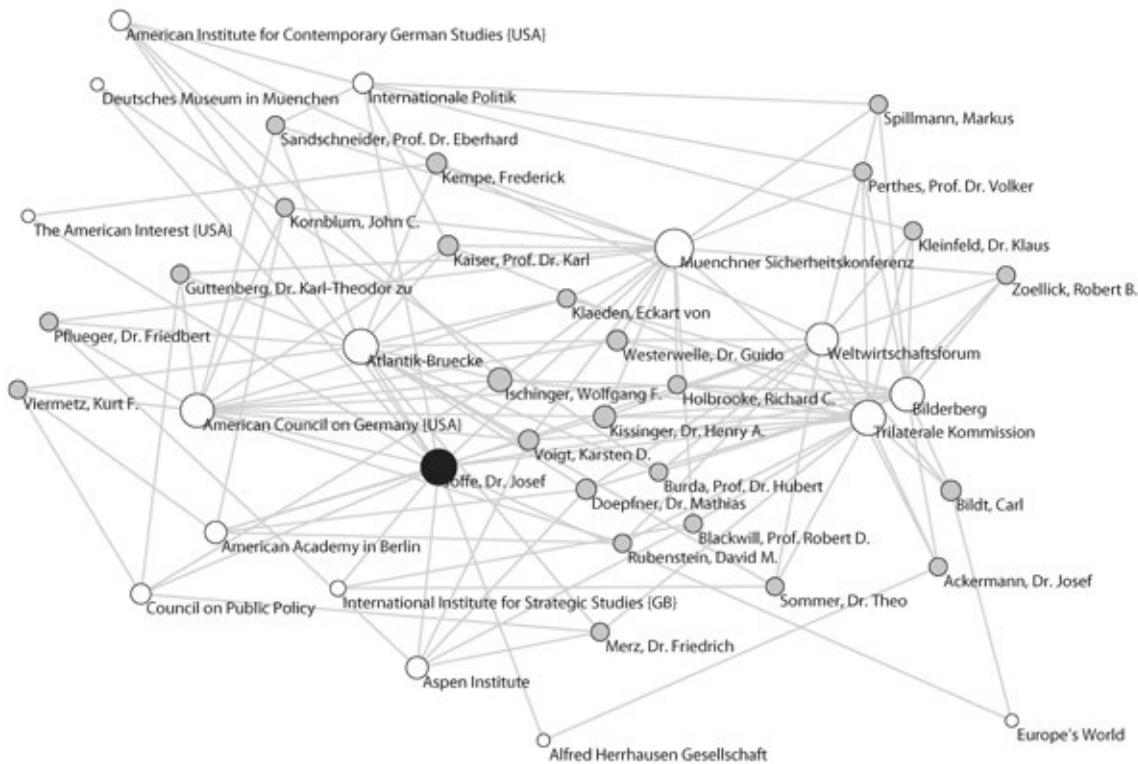 American Institute for Contemporary German Studies {USA}
Deutsches Museum in Muenchen
Internationale Politik
Spillmann, Markus
Sandschneider, Prof. Dr. Eberhard
Kempe, Frederick
Perthes, Prof. Dr. Volker
The American Interest {USA}
Kornblum, John C.
Kaiser, Prof. Dr. Karl
Muenchner Sicherheitskonferenz
Kleinfeld, Dr. Klaus
Guttenberg, Dr. Karl-Theodor zu
Zoellick, Robert B.
Klaeden, Eckart von
Pflueger, Dr. Friedbert
Atlantik-Bruecke
Westerwelle, Dr. Guido
Weltwirtschaftsforum
Viermetz, Kurt F.
Ischinger, Wolfgang F.
Holbrooke, Richard C.
Bilderberg
American Council on Germany {USA}
Kissinger, Dr. Henry A.
Trilaterale Kommission
Voigt, Karsten D.
Joffe, Dr. Josef
Burda, Prof. Dr. Hubert
Doepfner, Dr. Mathias
Bildt, Carl
American Academy in Berlin
Blackwill, Prof. Robert D.
Rubenstein, David M.
Ackermann, Dr. Josef
Council on Public Policy
International Institute for Strategic Studies {GB}
Sommer, Dr. Theo
Merz, Dr. Friedrich
Aspen Institute
Europe's World
Alfred Herrhausen Gesellschaft